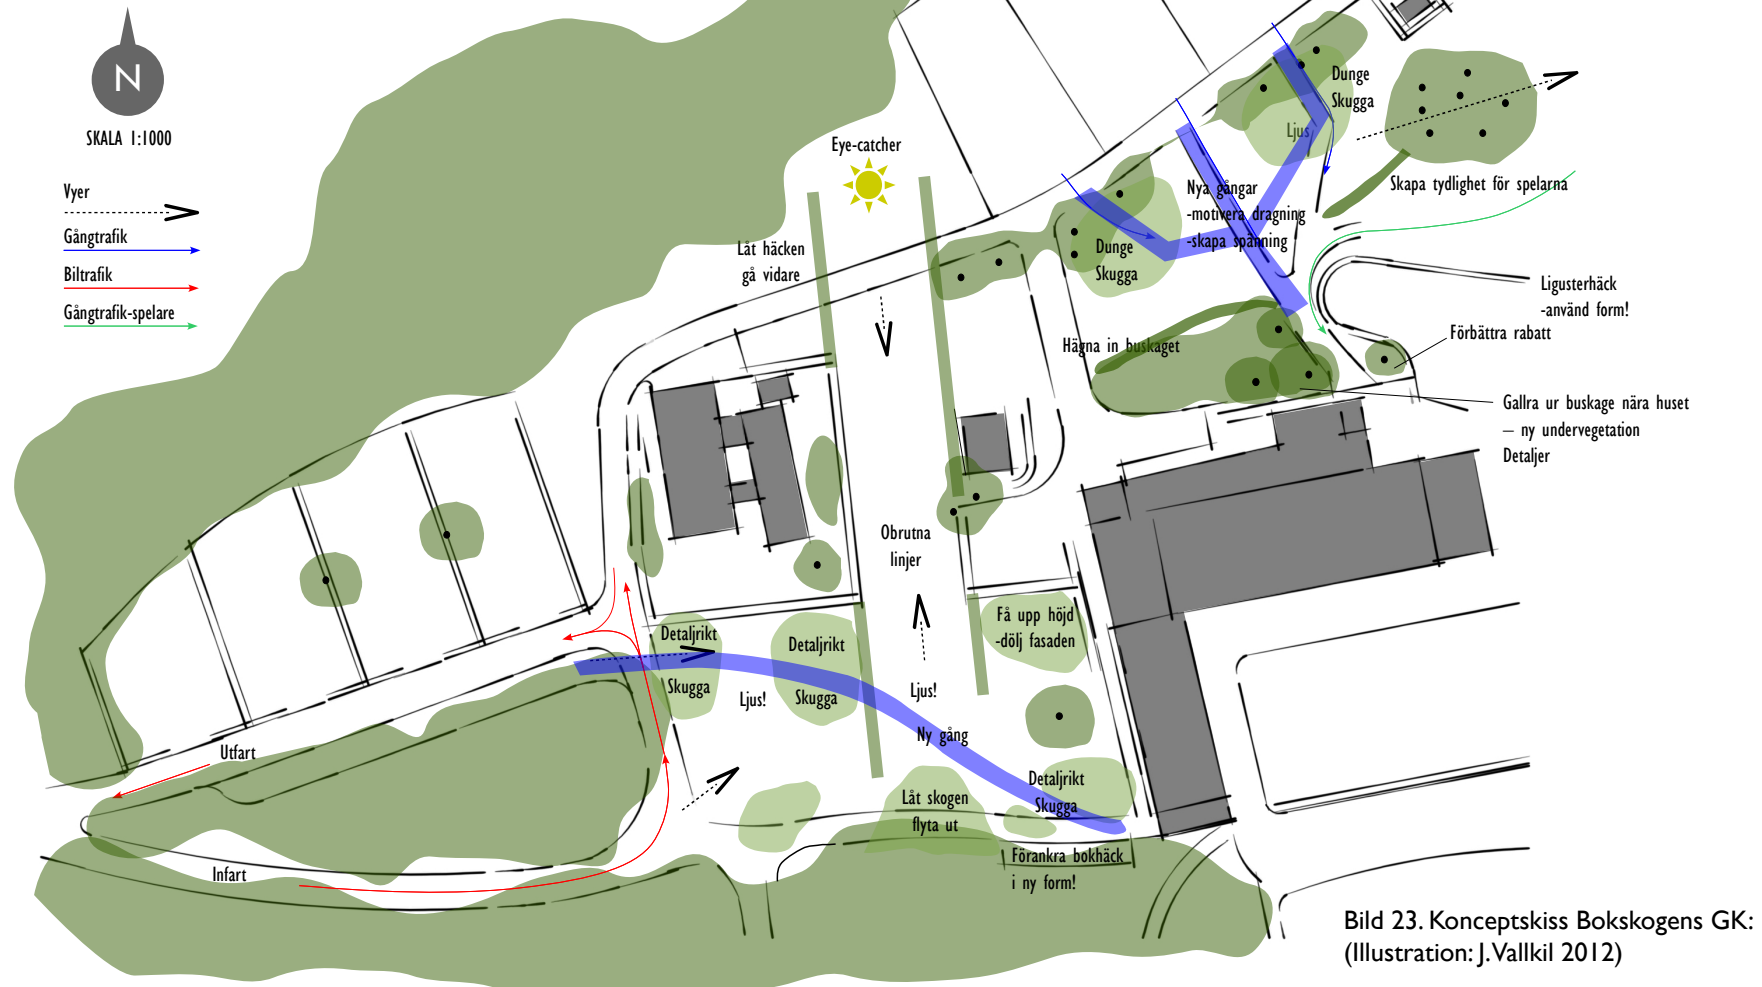 N
SKALA 1:1000
Vyer
Gångtrafik
Biltrafik
Gångtrafik-spelare
Eye-catcher
Låt häcken
gå vidare
Dunge
Skugga
Ljus
Skapa tydlighet för spelarna
Nya gångar
-motivera dragning
-skapa spänning
Dunge
Skugga
Ligusterhäck
-använd form!
Förbättra rabatt
Hägna in buskaget
Gallra ur buskage nära huset
– ny undervegetation
Detaljer
Obrutna
linjer
Få upp höjd
-dölj fasaden
Detaljrikt
Skugga
Ljus!
Detaljrikt
Skugga
Ljus!
Ny gång
Utfart
Detaljrikt
Skugga
Låt skogen
flyta ut
Infart
Förankra bokhäck
i ny form!
Bild 23. Konceptskiss Bokskogens GK:
(Illustration: J. Vallkil 2012)